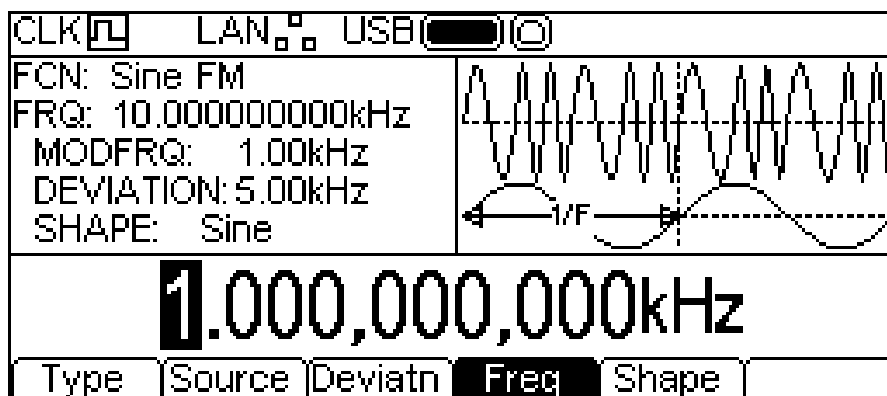 CLK LAN USB
FCN: Sine FM
FRQ: 10.000000000kHz
MODFRQ: 1.00kHz
DEVIATION: 5.00kHz
SHAPE: Sine
1/F
1.000,000,000kHz
Type Source Deviatn Freq Shape